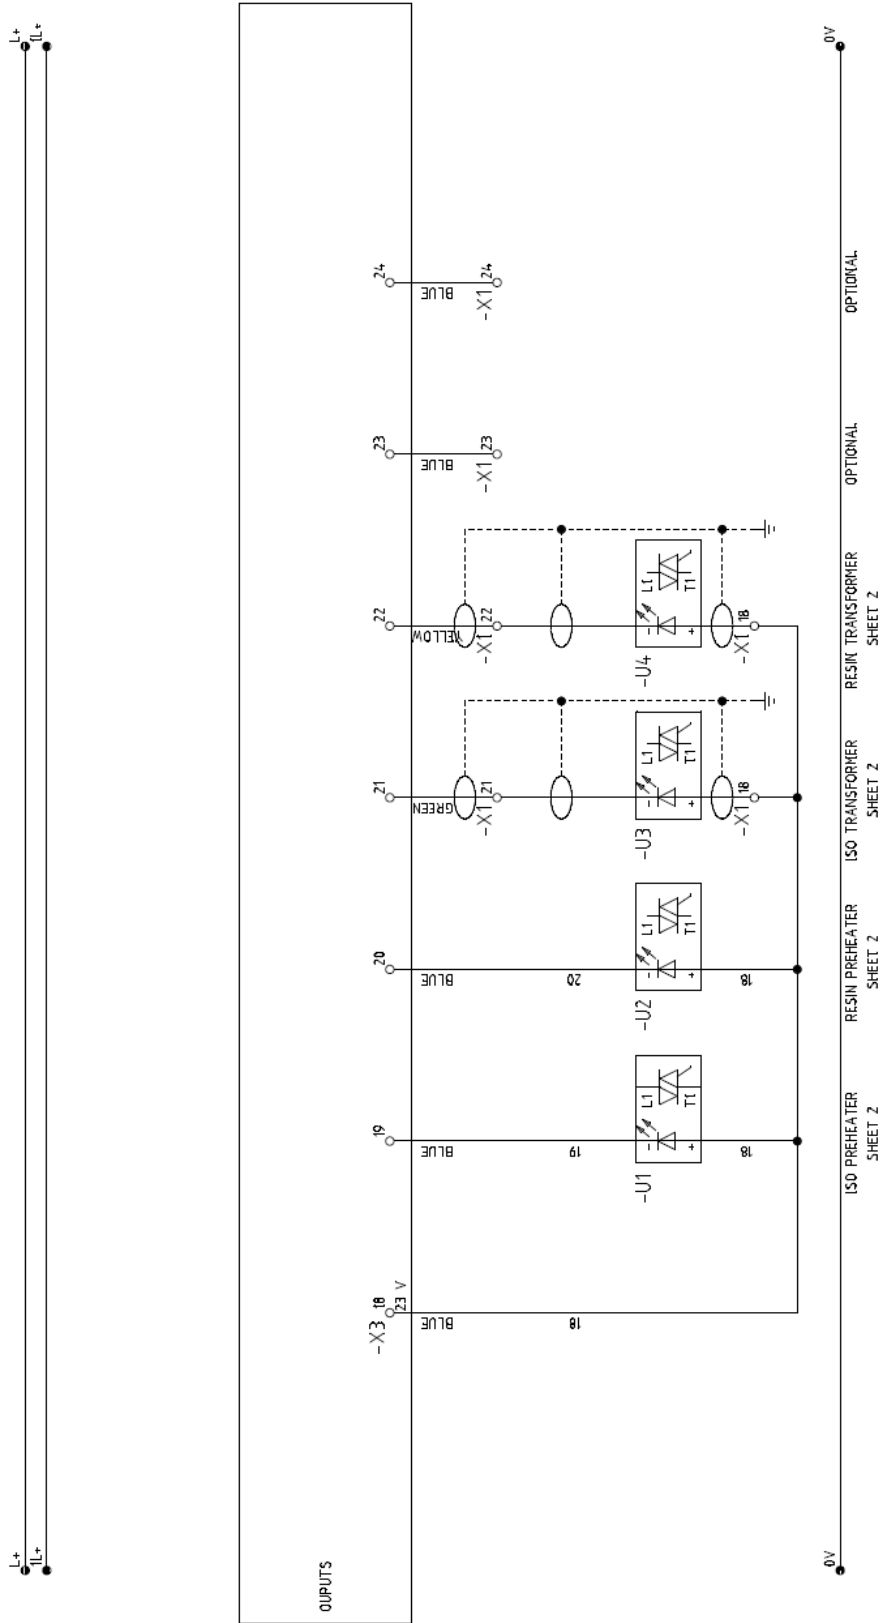 L+
1L+
0V
OUPUTS
-X3
18
23 V
BLUE
18
19
BLUE
19
-U1
L1
T1
-
+
18
ISO PREHEATER
SHEET 2
20
BLUE
20
-U2
L1
T1
-
+
18
RESIN PREHEATER
SHEET 2
21
GREEN
-X1
21
-U3
L1
T1
-
+
-X1
18
ISO TRANSFORMER
SHEET 2
22
YELLOW
-X1
22
-U4
L1
T1
-
+
-X1
18
RESIN TRANSFORMER
SHEET 2
23
BLUE
-X1
23
OPTIONAL
24
BLUE
-X1
24
OPTIONAL
L+
1L+
0V